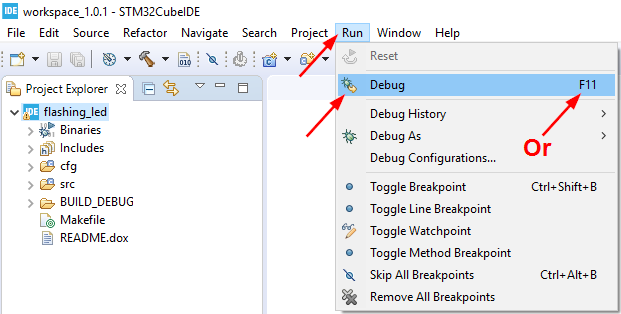 IDE workspace_1.0.1 - STM32CubeIDE
File Edit Source Refactor Navigate Search Project Run Window Help
Reset
Project Explorer
Debug F11
IDE flashing_led
Debug History
Binaries
Debug As
Or
Includes
Debug Configurations...
cfg
src
Toggle Breakpoint Ctrl+Shift+B
BUILD_DEBUG
Toggle Line Breakpoint
Makefile
Toggle Watchpoint
README.dox
Toggle Method Breakpoint
Skip All Breakpoints Ctrl+Alt+B
Remove All Breakpoints